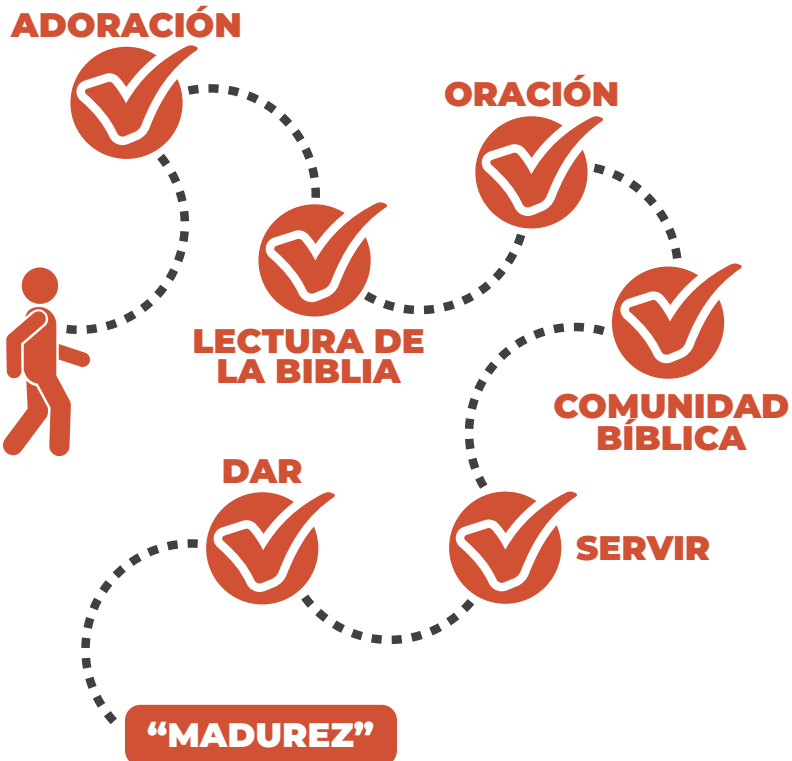 ADORACIÓN
ORACIÓN
LECTURA DE
LA BIBLIA
COMUNIDAD
BÍBLICA
DAR
SERVIR
“MADUREZ”